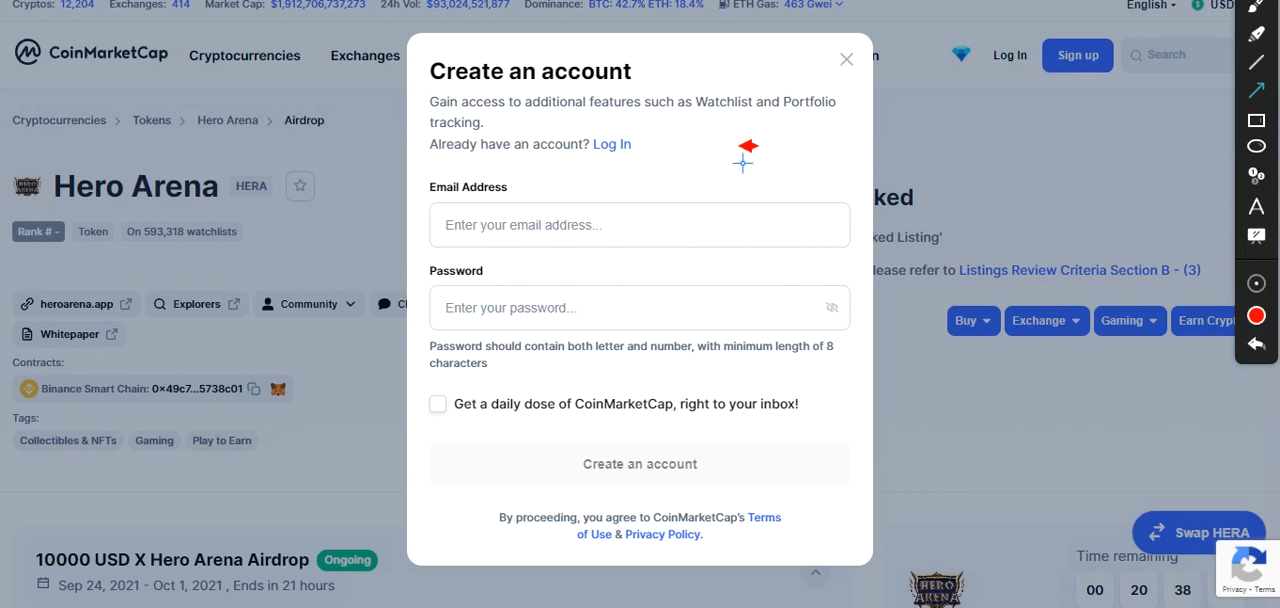 Cryptos: 12,204 Exchanges: 414 Market Cap: $1,912,706,737,273 24h Vol: $93,024,521,877 Dominance: BTC: 42.7% ETH: 18.4% ETH Gas: 463 Gwei English USD
CoinMarketCap Cryptocurrencies Exchanges Log In Sign up Search
Create an account
Gain access to additional features such as Watchlist and Portfolio
tracking.
Already have an account? Log In
Cryptocurrencies > Tokens > Hero Arena > Airdrop
Hero Arena HERA
Rank # - Token On 593,318 watchlists
heroarena.app Explorers Community
Whitepaper
Contracts:
Binance Smart Chain: 0x49c7...5738c01
Tags:
Collectibles & NFTs Gaming Play to Earn
Email Address
Enter your email address...
Password
Enter your password...
Password should contain both letter and number, with minimum length of 8
characters
Get a daily dose of CoinMarketCap, right to your inbox!
Create an account
By proceeding, you agree to CoinMarketCap's Terms
of Use & Privacy Policy.
ked
ked Listing'
lease refer to Listings Review Criteria Section B - (3)
Buy Exchange Gaming Earn Cryp
10000 USD X Hero Arena Airdrop Ongoing
Sep 24, 2021 - Oct 1, 2021 , Ends in 21 hours
Swap HERA
Time remaining
00 20 38
HERO
ARENA
Privacy - Terms